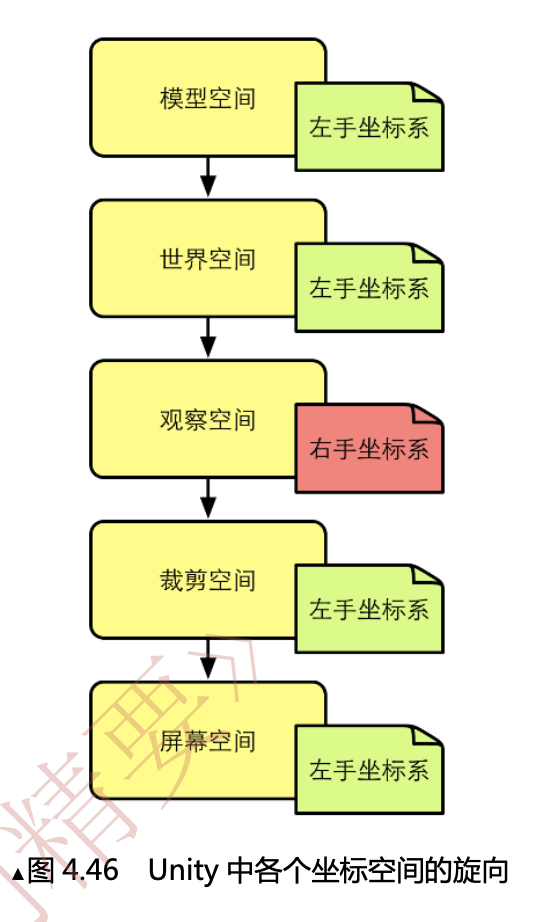 模型空间
左手坐标系
世界空间
左手坐标系
观察空间
右手坐标系
裁剪空间
左手坐标系
屏幕空间
左手坐标系
精要》
▲图 4.46 Unity 中各个坐标空间的旋向